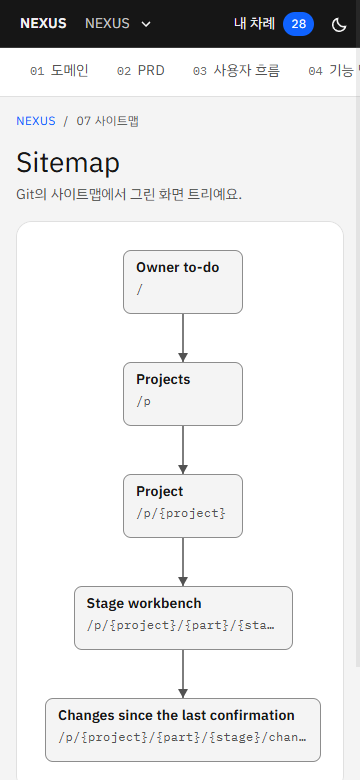 NEXUS NEXUS 내 차례 28
01 도메인 02 PRD 03 사용자 흐름 04 기능
NEXUS / 07 사이트맵
Sitemap
Git의 사이트맵에서 그린 화면 트리예요.
Owner to-do
/
Projects
/p
Project
/p/{project}
Stage workbench
/p/{project}/{part}/{sta…
Changes since the last confirmation
/p/{project}/{part}/{stage}/chan…